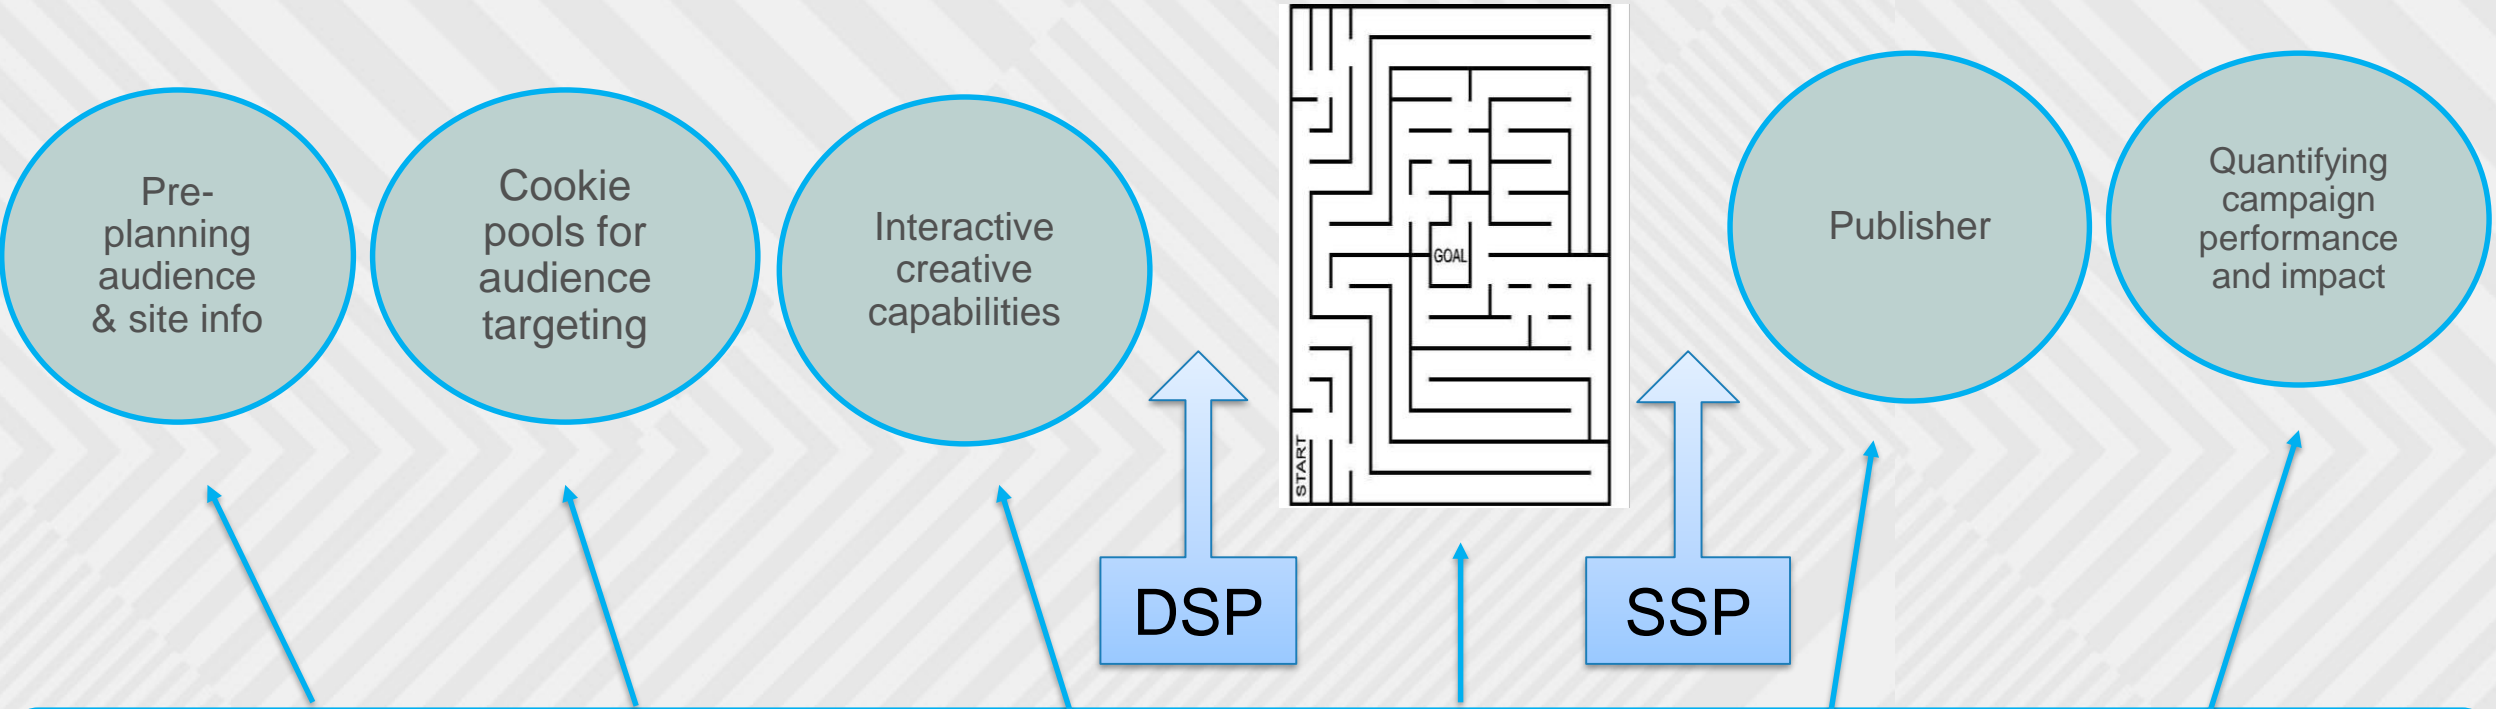 Pre-
planning
audience
& site info
Cookie
pools for
audience
targeting
Interactive
creative
capabilities
DSP
GOAL
START
SSP
Publisher
Quantifying
campaign
performance
and impact